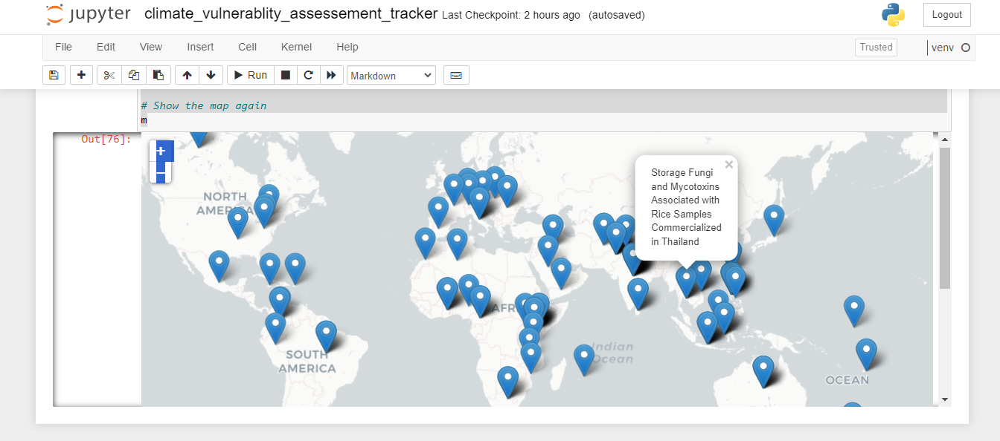 jupyter climate_vulnerablity_assessement_tracker Last Checkpoint: 2 hours ago (autosaved)
Logout
File Edit View Insert Cell Kernel Help
Trusted
venv
Run
Markdown
# Show the map again
m
Out[76]:
+
−
×
Storage Fungi
and Mycotoxins
Associated with
Rice Samples
Commercialized
in Thailand
NORTH
AMERICA
AFR
SOUTH
AMERICA
Indian
Ocean
OCEAN